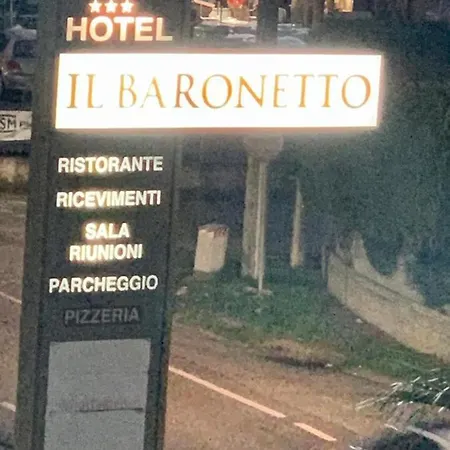 HOTEL
IL BARONETTO
RISTORANTE
RICEVIMENTI
SALA
RIUNIONI
PARCHEGGIO
PIZZERIA